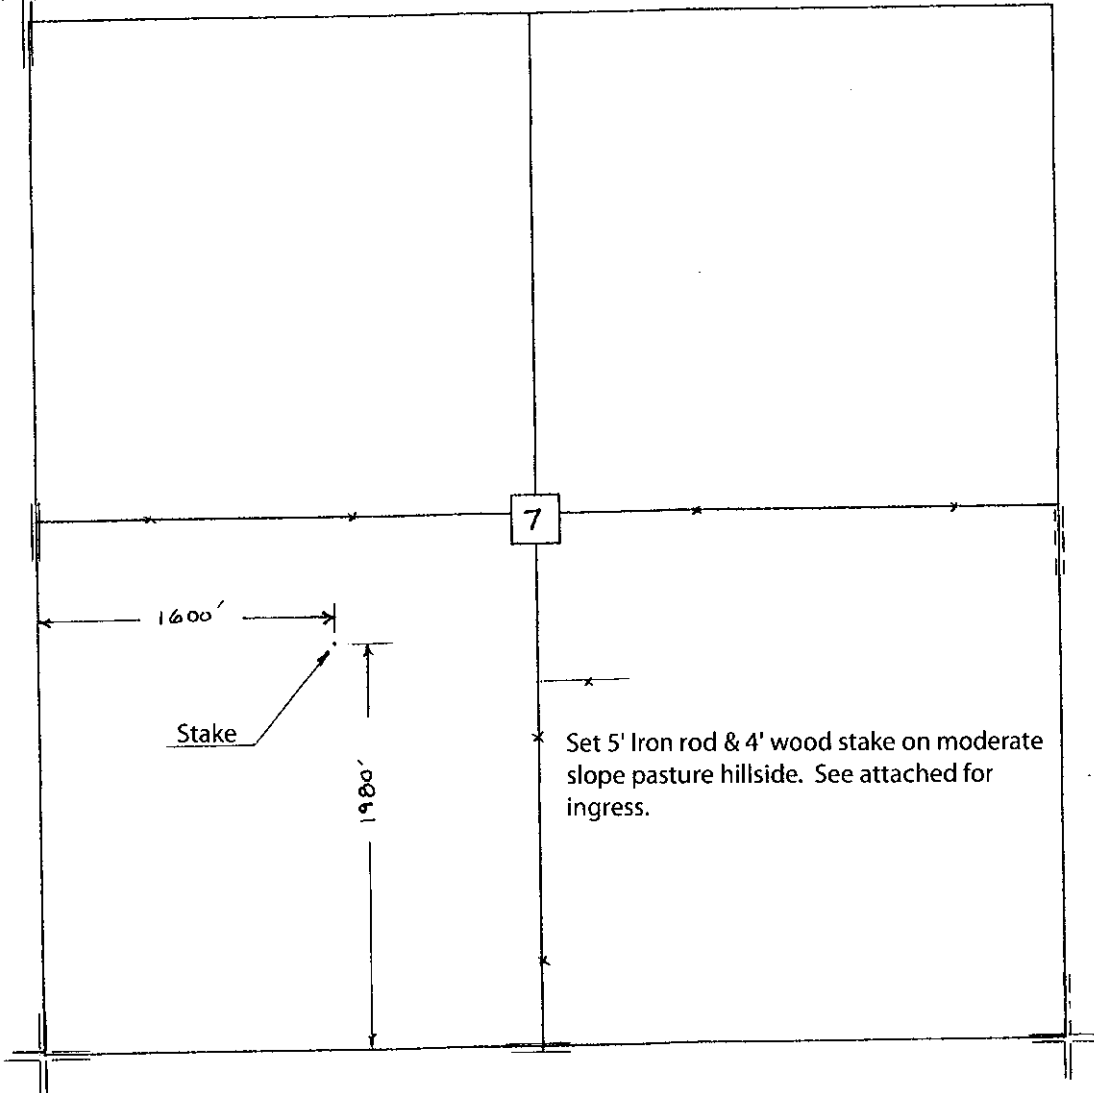 7
1600'
Stake
1980'
Set 5' Iron rod & 4' wood stake on moderate
slope pasture hillside. See attached for
ingress.